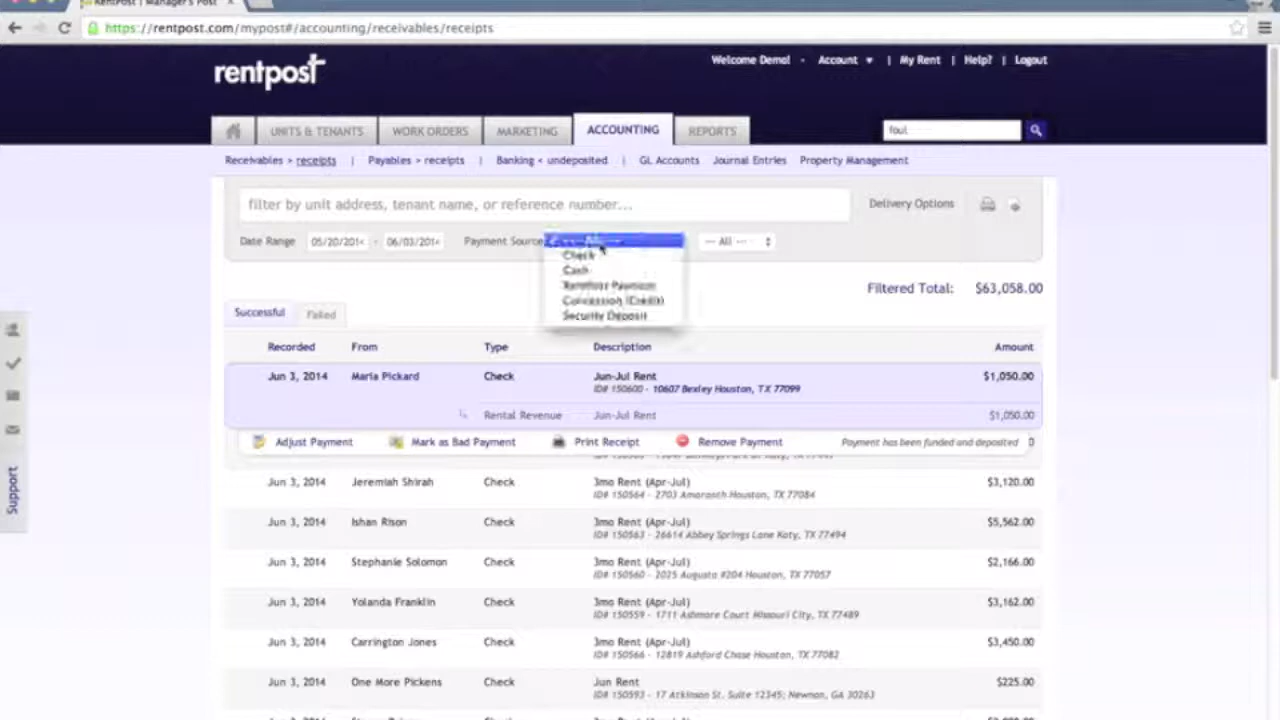 RentPost | Manager's Post
https://rentpost.com/mypost#/accounting/receivables/receipts
rentpost
Welcome Demo! - Account | My Rent | Help? | Logout
UNITS & TENANTS WORK ORDERS MARKETING ACCOUNTING REPORTS foul
Receivables > receipts | Payables > receipts | Banking < undeposited | GL Accounts Journal Entries Property Management
filter by unit address, tenant name, or reference number... Delivery Options
Date Range 05/20/201 - 06/03/201 Payment Source -- All --
Check
Cash
RentPost Payment
Concession (Credit)
Security Deposit
Filtered Total: $63,058.00
Successful Failed
Recorded From Type Description Amount
Jun 3, 2014 Maria Pickard Check Jun-Jul Rent $1,050.00
ID# 150600 - 10607 Bexley Houston, TX 77099
Rental Revenue Jun-Jul Rent $1,050.00
Adjust Payment Mark as Bad Payment Print Receipt Remove Payment Payment has been funded and deposited
Jun 3, 2014 Jeremiah Shirah Check 3mo Rent (Apr-Jul) $3,120.00
ID# 150564 - 2703 Amaranth Houston, TX 77084
Jun 3, 2014 Ishan Rison Check 3mo Rent (Apr-Jul) $5,562.00
ID# 150563 - 26614 Abbey Springs Lane Katy, TX 77494
Jun 3, 2014 Stephanie Solomon Check 3mo Rent (Apr-Jul) $2,166.00
ID# 150560 - 2025 Augusta #204 Houston, TX 77057
Jun 3, 2014 Yolanda Franklin Check 3mo Rent (Apr-Jul) $3,162.00
ID# 150559 - 1711 Ashmore Court Missouri City, TX 77489
Jun 3, 2014 Carrington Jones Check 3mo Rent (Apr-Jul) $3,450.00
ID# 150566 - 12819 Ashford Chase Houston, TX 77082
Jun 3, 2014 One More Pickens Check Jun Rent $225.00
ID# 150593 - 17 Atkinson St. Suite 12345; Newnan, GA 30263
Support